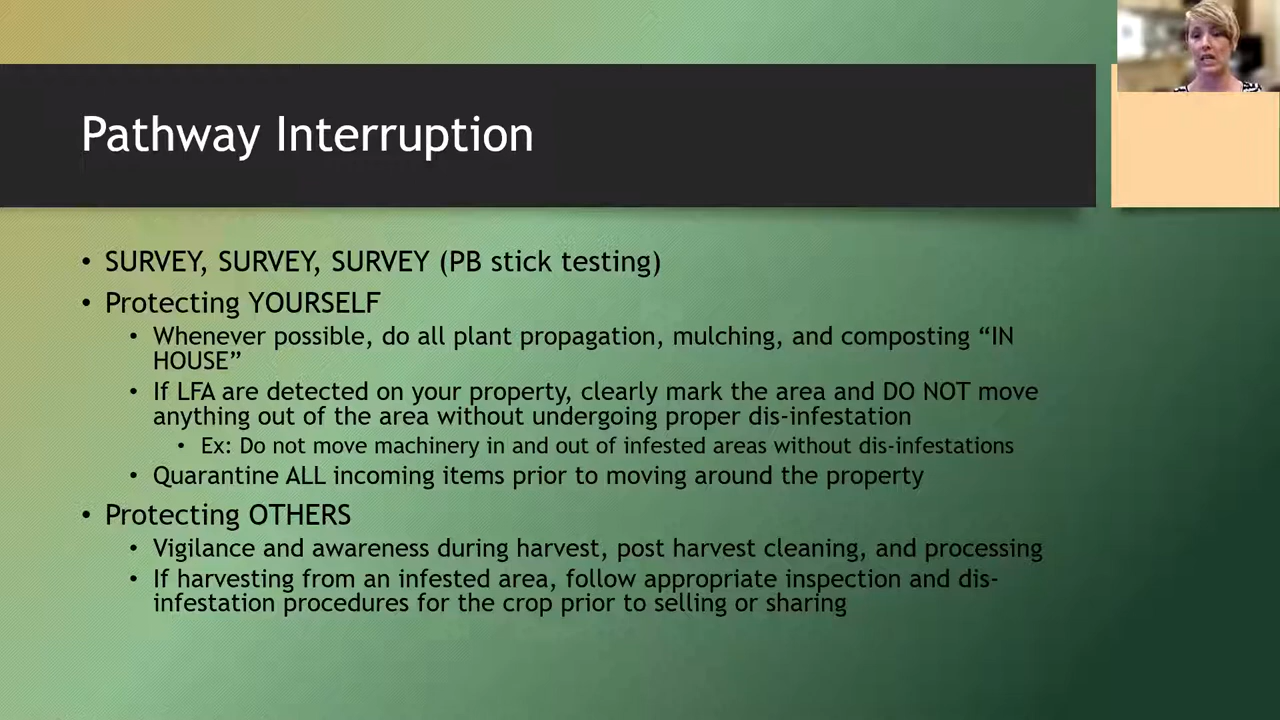 Pathway Interruption
• SURVEY, SURVEY, SURVEY (PB stick testing)
• Protecting YOURSELF
• Whenever possible, do all plant propagation, mulching, and composting “IN
HOUSE”
• If LFA are detected on your property, clearly mark the area and DO NOT move
anything out of the area without undergoing proper dis-infestation
• Ex: Do not move machinery in and out of infested areas without dis-infestations
• Quarantine ALL incoming items prior to moving around the property
• Protecting OTHERS
• Vigilance and awareness during harvest, post harvest cleaning, and processing
• If harvesting from an infested area, follow appropriate inspection and dis-
infestation procedures for the crop prior to selling or sharing